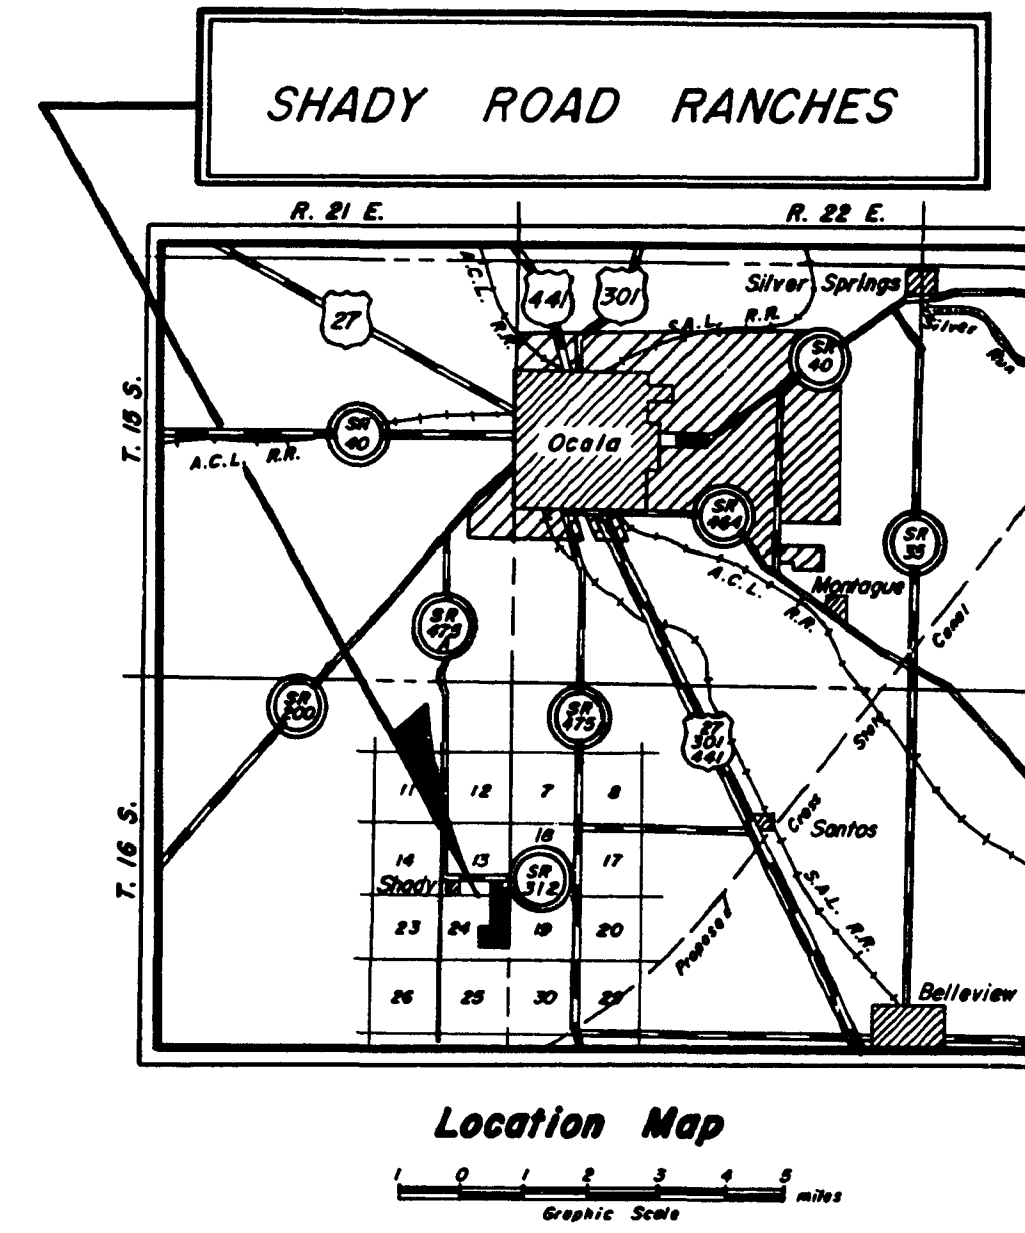 SHADY ROAD RANCHES
R. 21 E.
R. 22 E.
A.C.L. R.R.
441
301
Silver Springs
27
S.A.L. R.R.
Silver Run
SR 40
T. 15 S.
SR 40
Ocala
A.C.L. R.R.
SR 464
SR 35
A.C.L. R.R.
Montague
SR 475 A
Canal
SR 200
SR 475
27 301 441
State
11 12 7 8
Cross
Santos
T. 16 S.
18
14 13 17
Shady
SR 312
S.A.L. R.R.
23 24 19 20
Proposed
26 25 30 29
Belleview
Location Map
1 0 1 2 3 4 5 miles
Graphic Scale